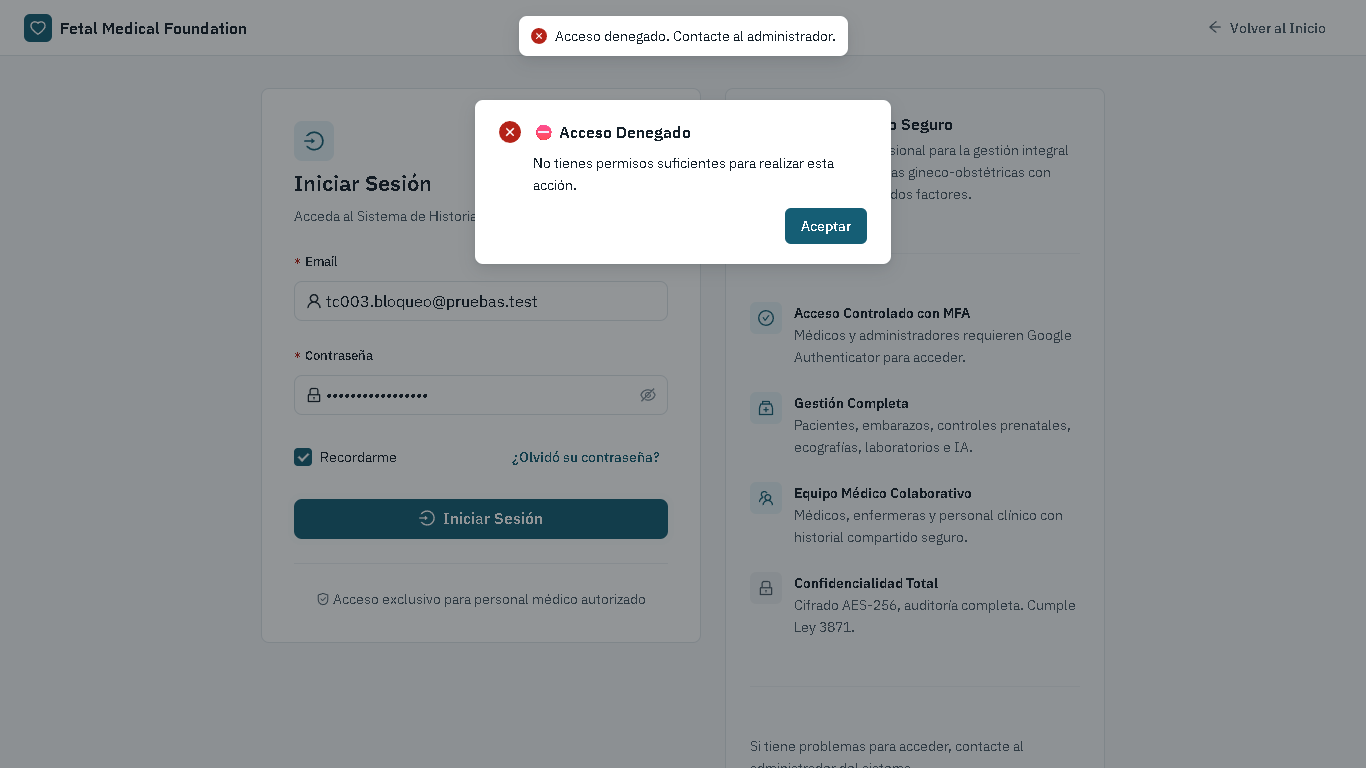 Fetal Medical Foundation
Acceso denegado. Contacte al administrador.
Volver al Inicio
Acceso Denegado
No tienes permisos suficientes para realizar esta
acción.
Aceptar
Iniciar Sesión
Acceda al Sistema de
* Email
tc003.bloqueo@pruebas.test
* Contraseña
•••••••••••••••••
Recordarme
¿Olvidó su contraseña?
Iniciar Sesión
Acceso exclusivo para personal médico autorizado
Seguro
para la gestión integral
gineco-obstétricas con
factores.
Acceso Controlado con MFA
Médicos y administradores requieren Google
Authenticator para acceder.
Gestión Completa
Pacientes, embarazos, controles prenatales,
ecografías, laboratorios e IA.
Equipo Médico Colaborativo
Médicos, enfermeras y personal clínico con
historial compartido seguro.
Confidencialidad Total
Cifrado AES-256, auditoría completa. Cumple
Ley 3871.
Si tiene problemas para acceder, contacte al
administrador del sistema